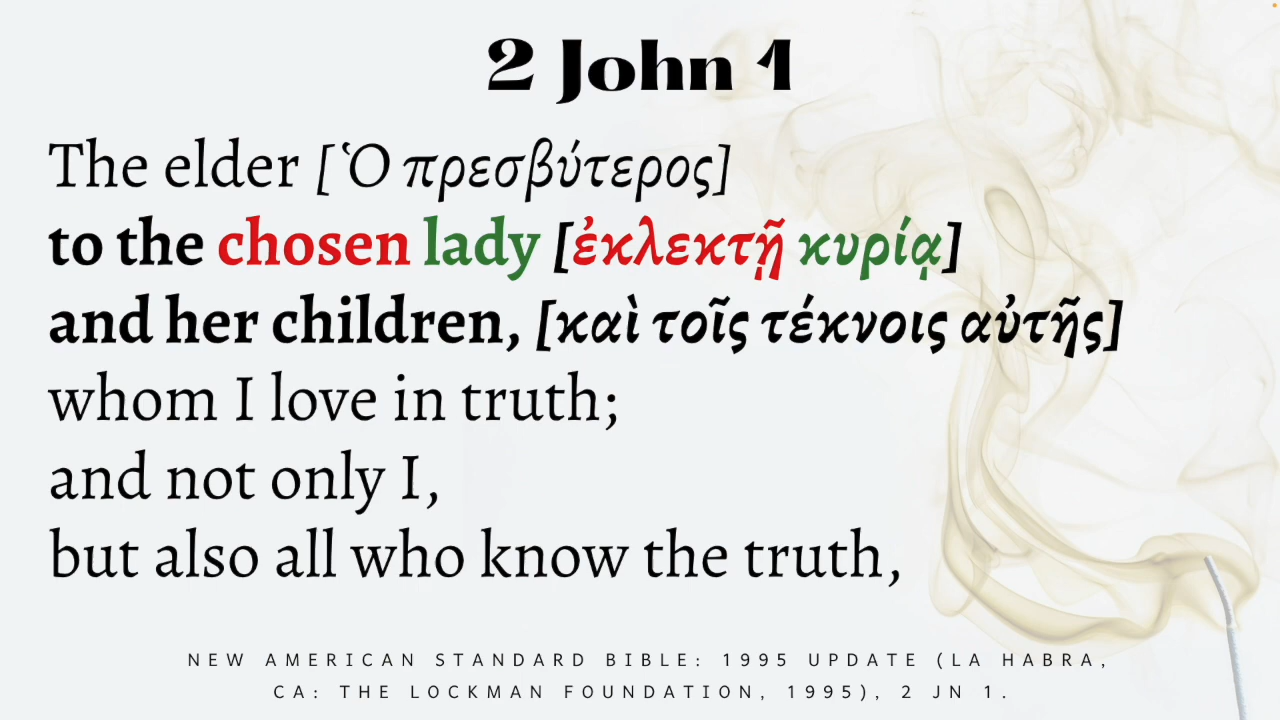 2 John 1
The elder [Ὁ πρεσβύτερος]
to the chosen lady [ἐκλεκτῇ κυρίᾳ]
and her children, [καὶ τοῖς τέκνοις αὐτῆς]
whom I love in truth;
and not only I,
but also all who know the truth,
NEW AMERICAN STANDARD BIBLE: 1995 UPDATE (LA HABRA,
CA: THE LOCKMAN FOUNDATION, 1995), 2 JN 1.